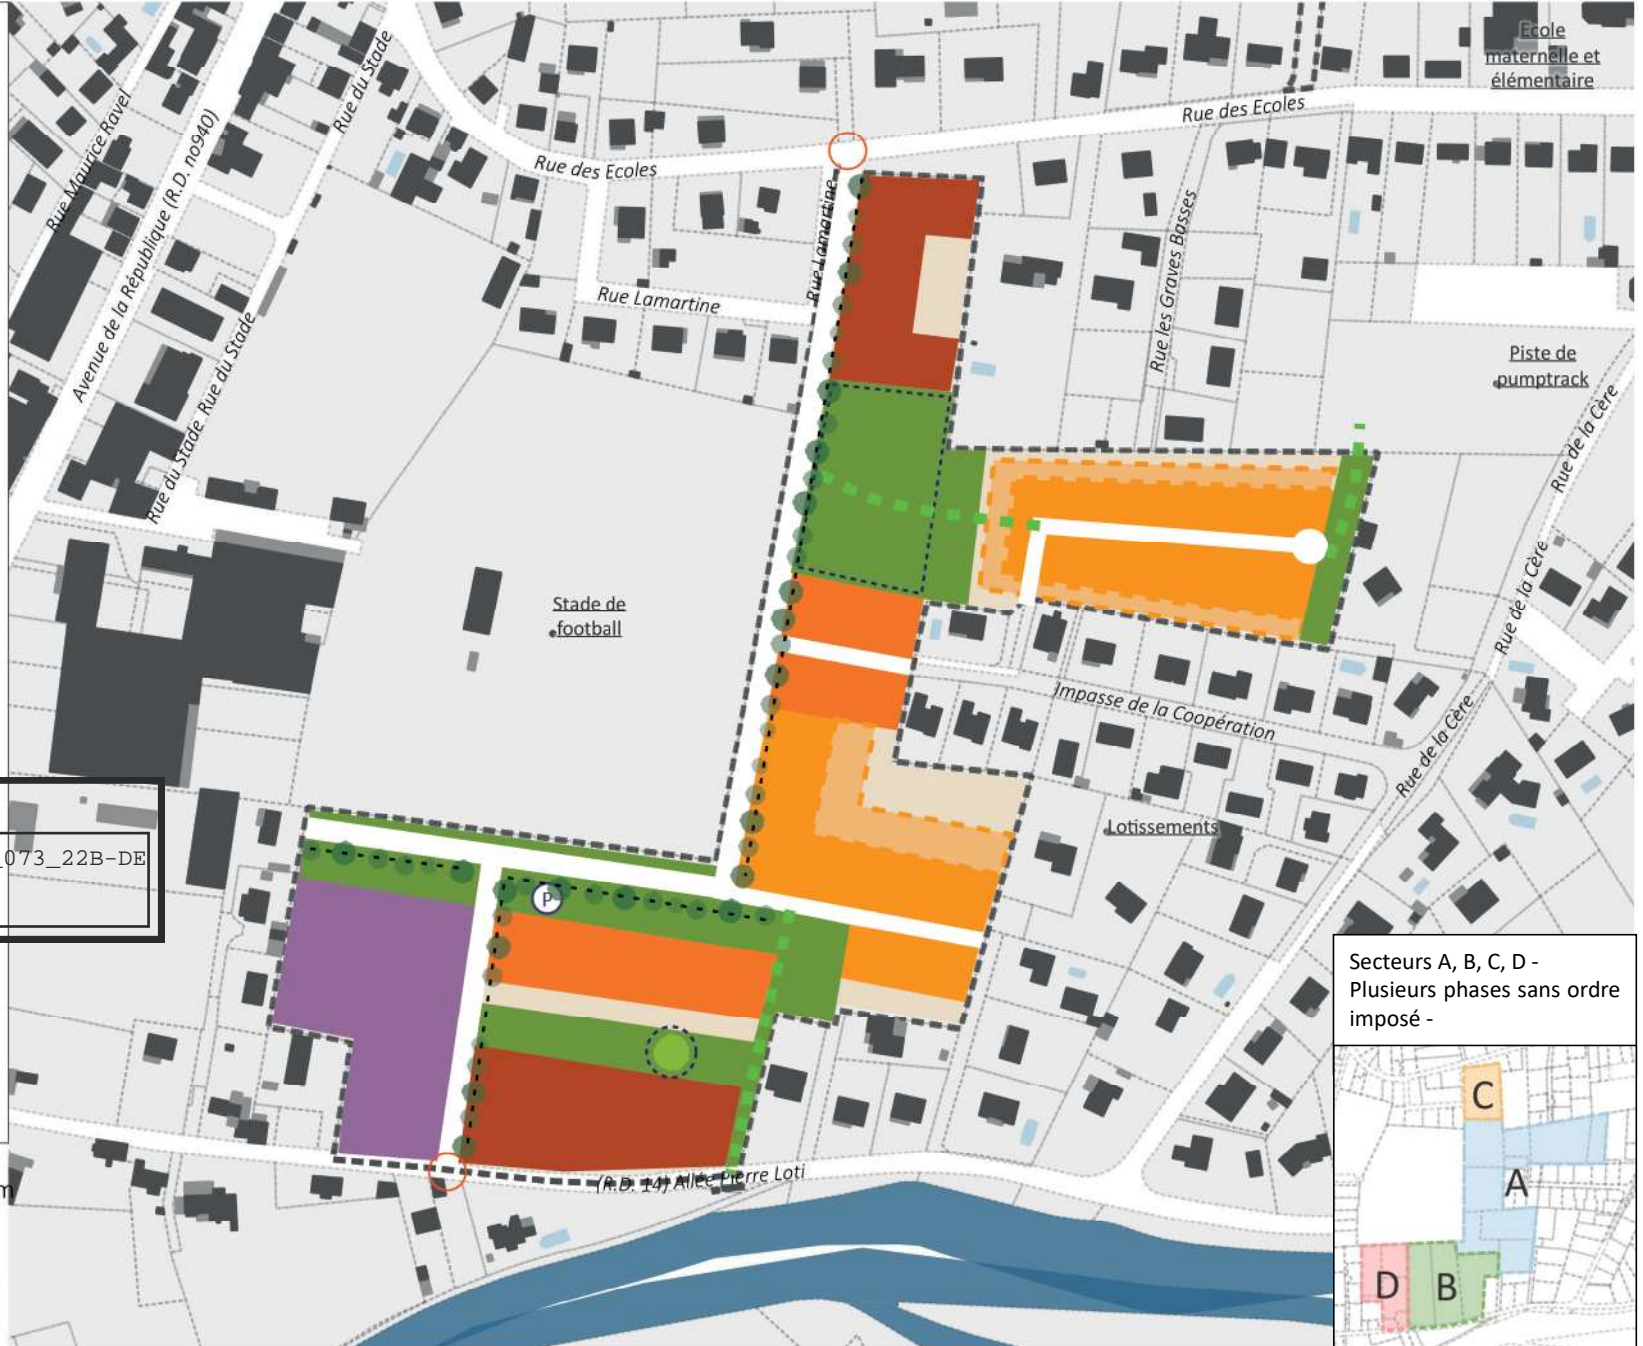 Ecole
maternelle et
élémentaire
Rue des Ecoles
Rue du Stade
Rue Maurice Ravel
Avenue de la République (R.D. no940)
Rue des Ecoles
Rue Lamartine
Rue Lamartine
Rue les Graves Basses
Piste de
pumptrack
Rue de la Cère
Rue du Stade
Rue du Stade
Rue de la Cère
Stade de
football
Impasse de la Coopération
Rue de la Cère
Lotissements
_073_22B-DE
P
(R.D. 14) Allée Pierre Loti
m
Secteurs A, B, C, D -
Plusieurs phases sans ordre
imposé -
C
A
D
B